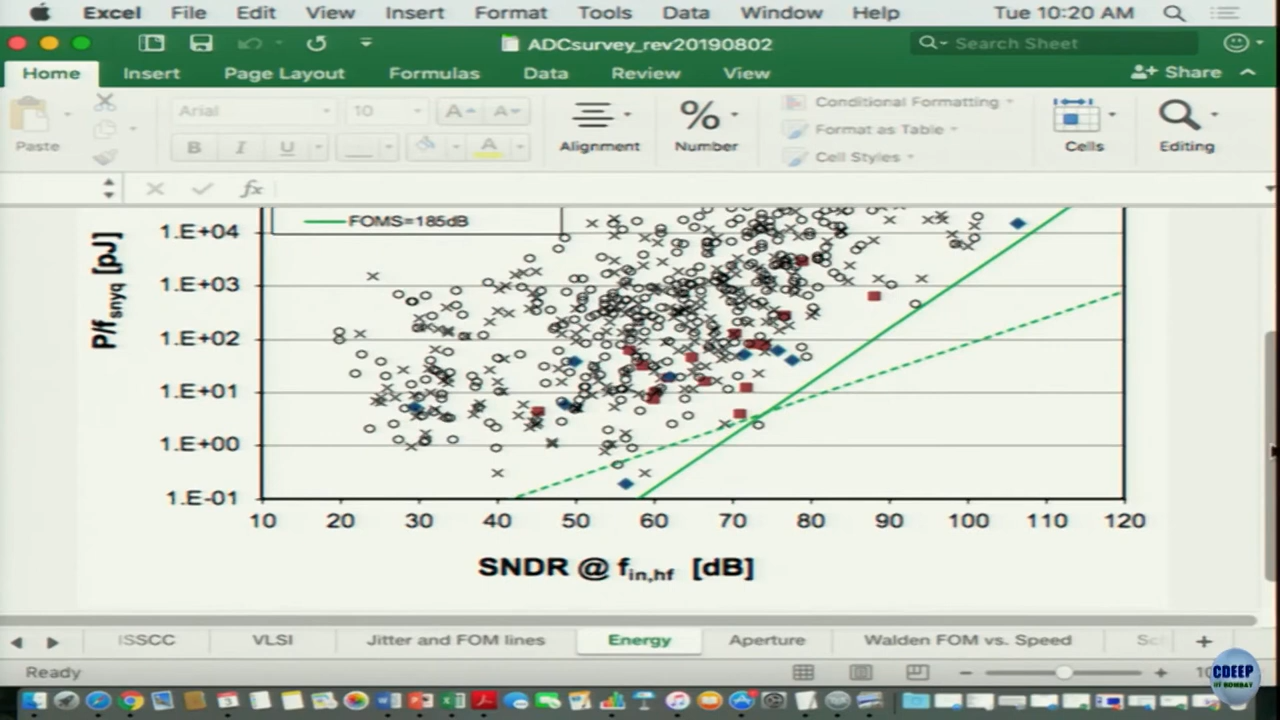 Excel File Edit View Insert Format Tools Data Window Help Tue 10:20 AM
ADCsurvey_rev20190802 Search Sheet
Home Insert Page Layout Formulas Data Review View Share
Arial 10 A A Conditional Formatting
Format as Table
Paste B I U A Alignment % Number Cell Styles Cells Editing
fx
FOMS=185dB
P/fsnyq [pJ]
1.E+04
1.E+03
1.E+02
1.E+01
1.E+00
1.E-01
10 20 30 40 50 60 70 80 90 100 110 120
SNDR @ fin,hf [dB]
ISSCC VLSI Jitter and FOM lines Energy Aperture Walden FOM vs. Speed
Ready
CDEEP
IIT BOMBAY